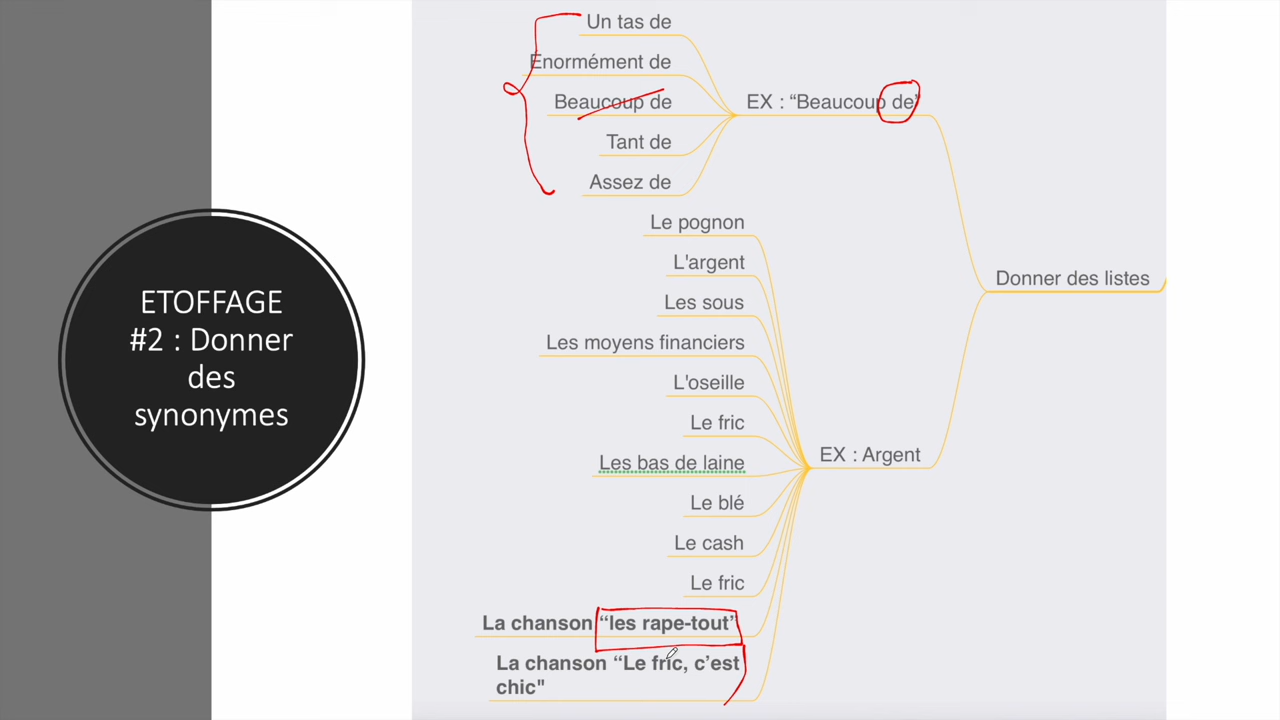 ETOFFAGE
#2 : Donner
des
synonymes
Un tas de
Enormément de
Beaucoup de
Tant de
Assez de
EX : “Beaucoup de”
Le pognon
L'argent
Les sous
Les moyens financiers
L'oseille
Le fric
Les bas de laine
Le blé
Le cash
Le fric
La chanson “les rape-tout”
La chanson “Le fric, c’est
chic"
EX : Argent
Donner des listes